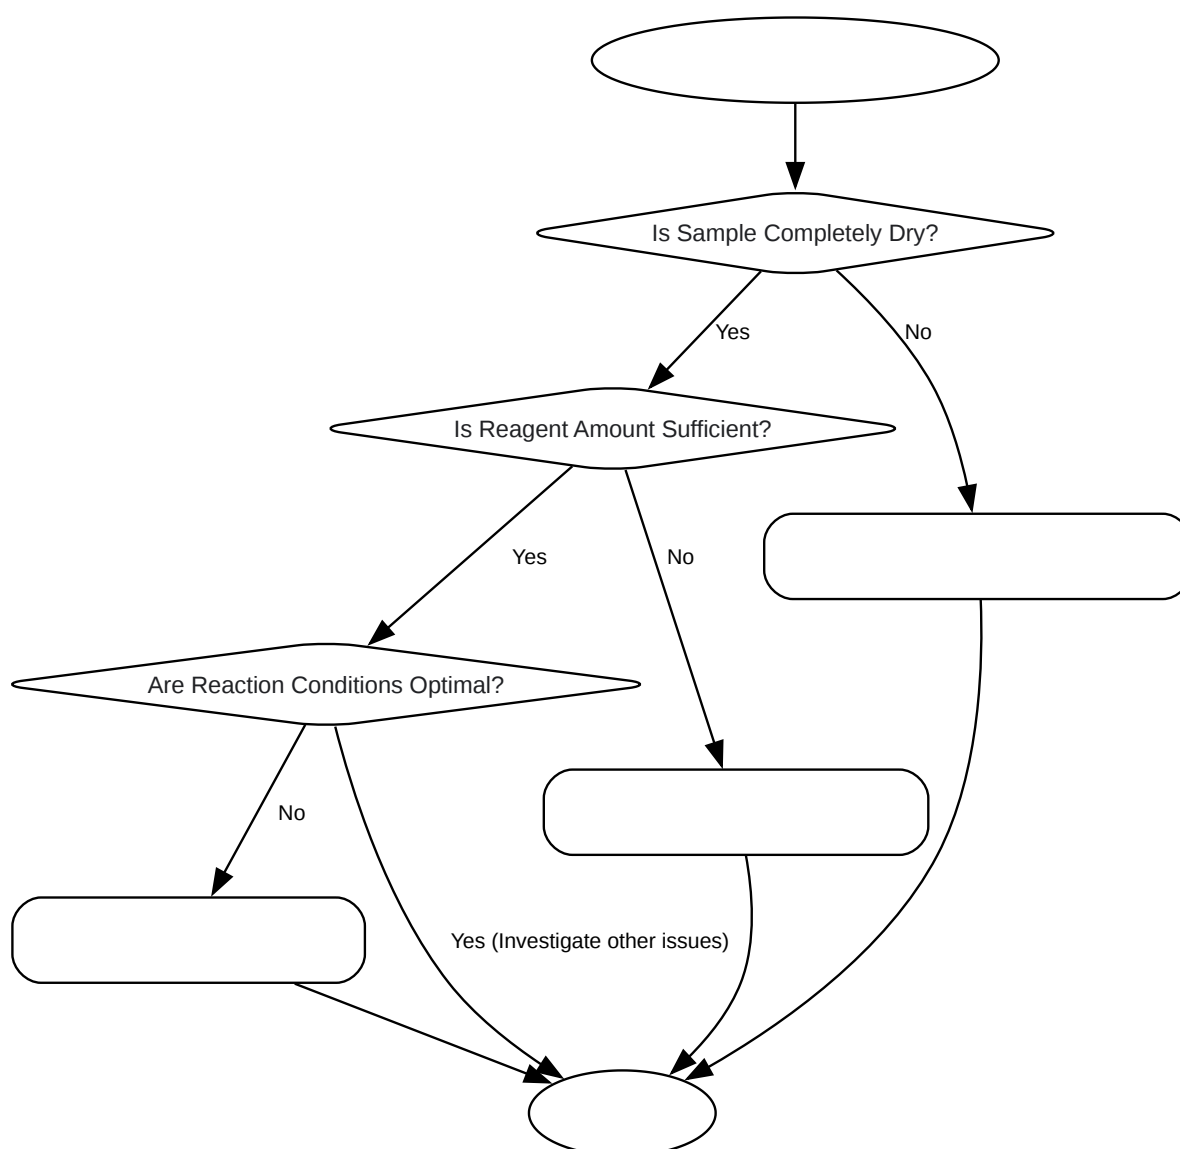 Is Sample Completely Dry?
Yes
No
Is Reagent Amount Sufficient?
Yes
No
Are Reaction Conditions Optimal?
No
Yes (Investigate other issues)